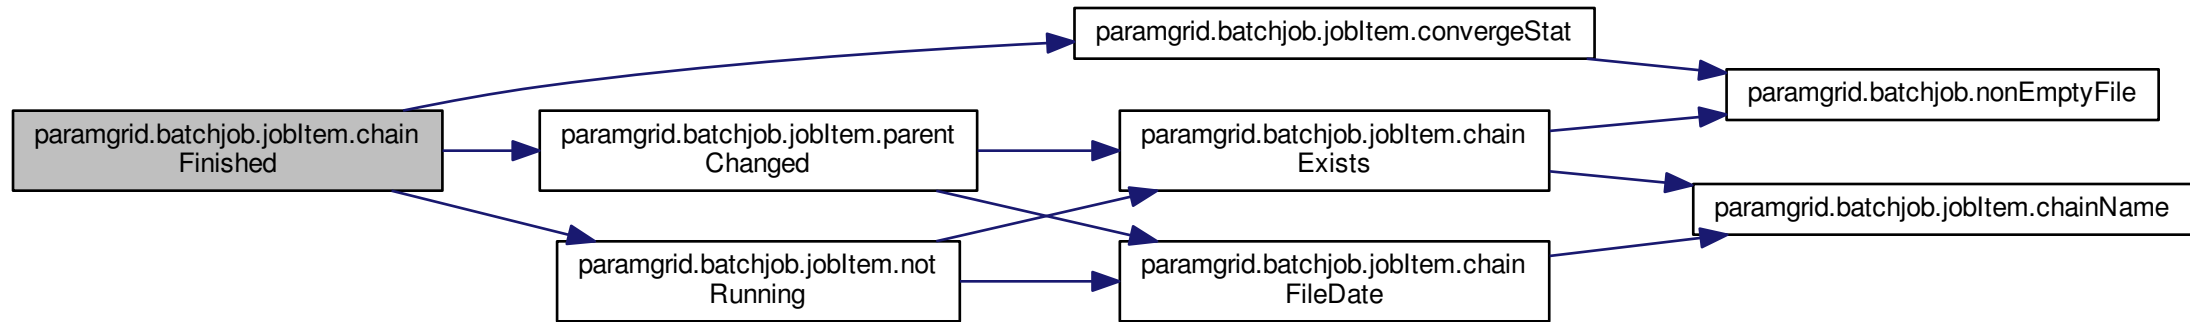 paramgrid.batchjob.jobItem.convergeStat
paramgrid.batchjob.nonEmptyFile
paramgrid.batchjob.jobItem.chain
Finished
paramgrid.batchjob.jobItem.parent
Changed
paramgrid.batchjob.jobItem.chain
Exists
paramgrid.batchjob.jobItem.chainName
paramgrid.batchjob.jobItem.not
Running
paramgrid.batchjob.jobItem.chain
FileDate